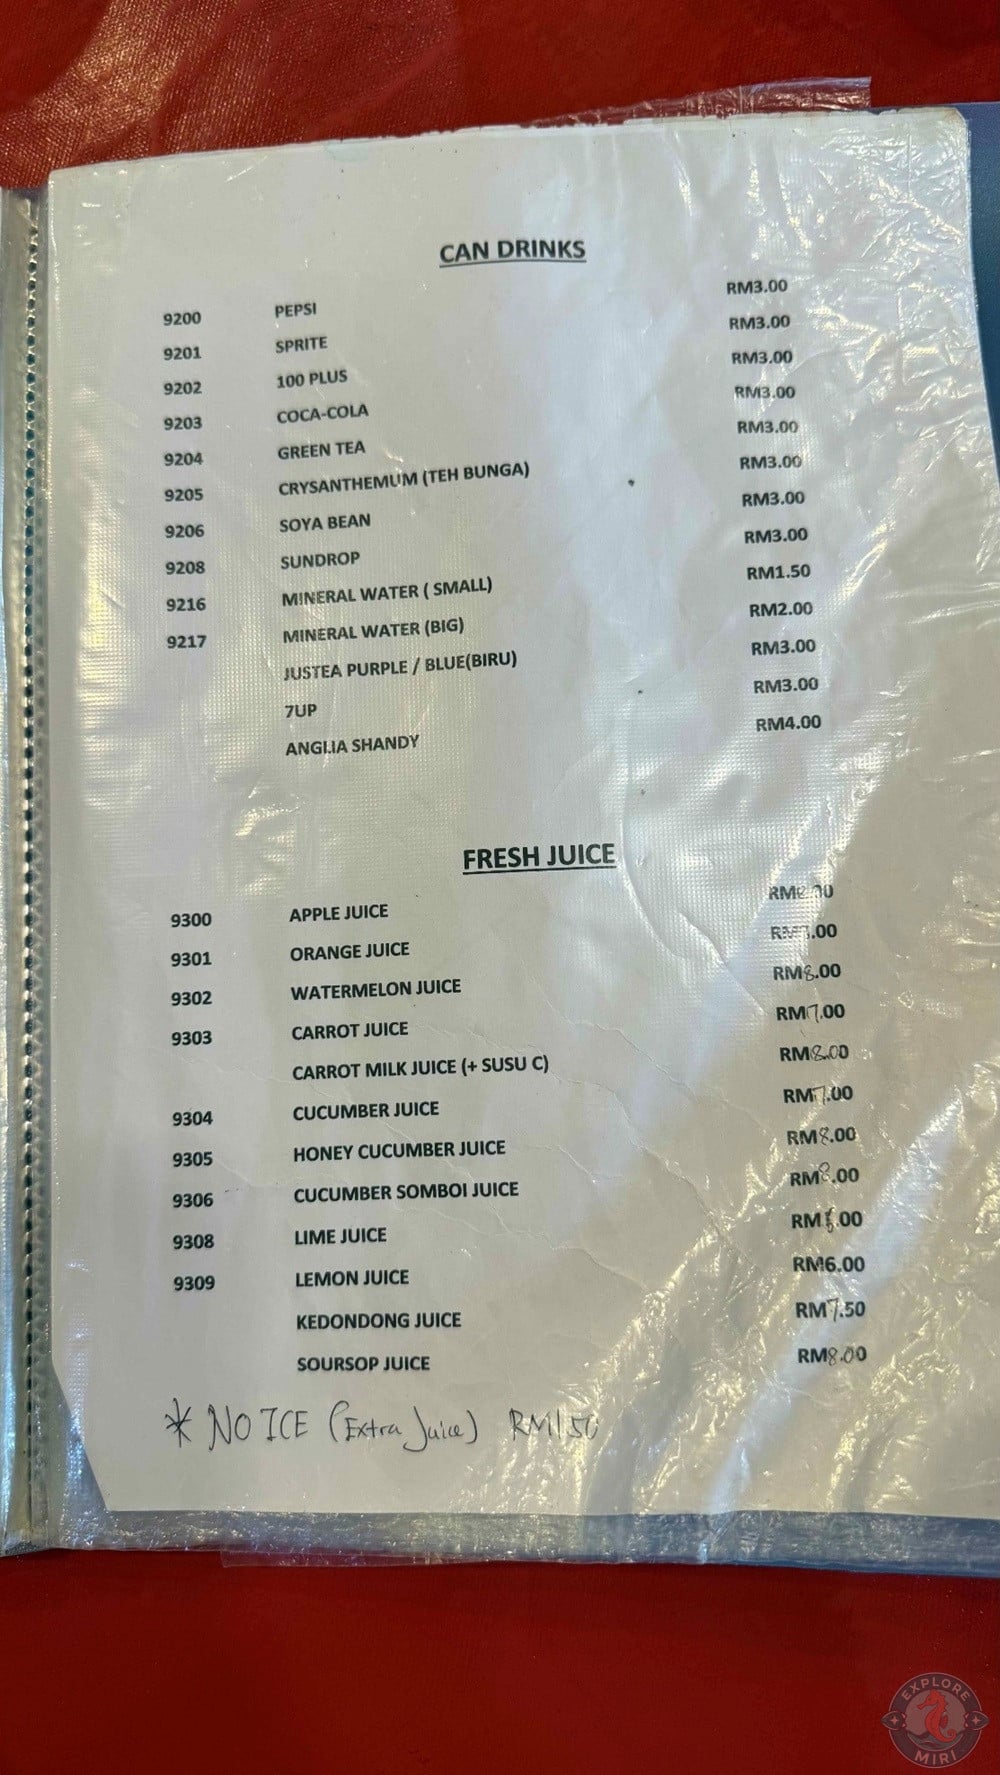 CAN DRINKS
9200 PEPSI RM3.00
9201 SPRITE RM3.00
9202 100 PLUS RM3.00
9203 COCA-COLA RM3.00
9204 GREEN TEA RM3.00
9205 CRYSANTHEMUM (TEH BUNGA) RM3.00
9206 SOYA BEAN RM3.00
9208 SUNDROP RM3.00
9216 MINERAL WATER ( SMALL) RM1.50
9217 MINERAL WATER (BIG) RM2.00
JUSTEA PURPLE / BLUE(BIRU) RM3.00
7UP RM3.00
ANGLIA SHANDY RM4.00
FRESH JUICE
9300 APPLE JUICE
9301 ORANGE JUICE
9302 WATERMELON JUICE RM8.00
9303 CARROT JUICE RM7.00
CARROT MILK JUICE (+ SUSU C) RM8.00
9304 CUCUMBER JUICE RM7.00
9305 HONEY CUCUMBER JUICE RM8.00
9306 CUCUMBER SOMBOI JUICE RM8.00
9308 LIME JUICE
9309 LEMON JUICE RM6.00
KEDONDONG JUICE RM7.50
SOURSOP JUICE RM8.00
* NO ICE (Extra Juice) RM1.50
EXPLORE
MIRI